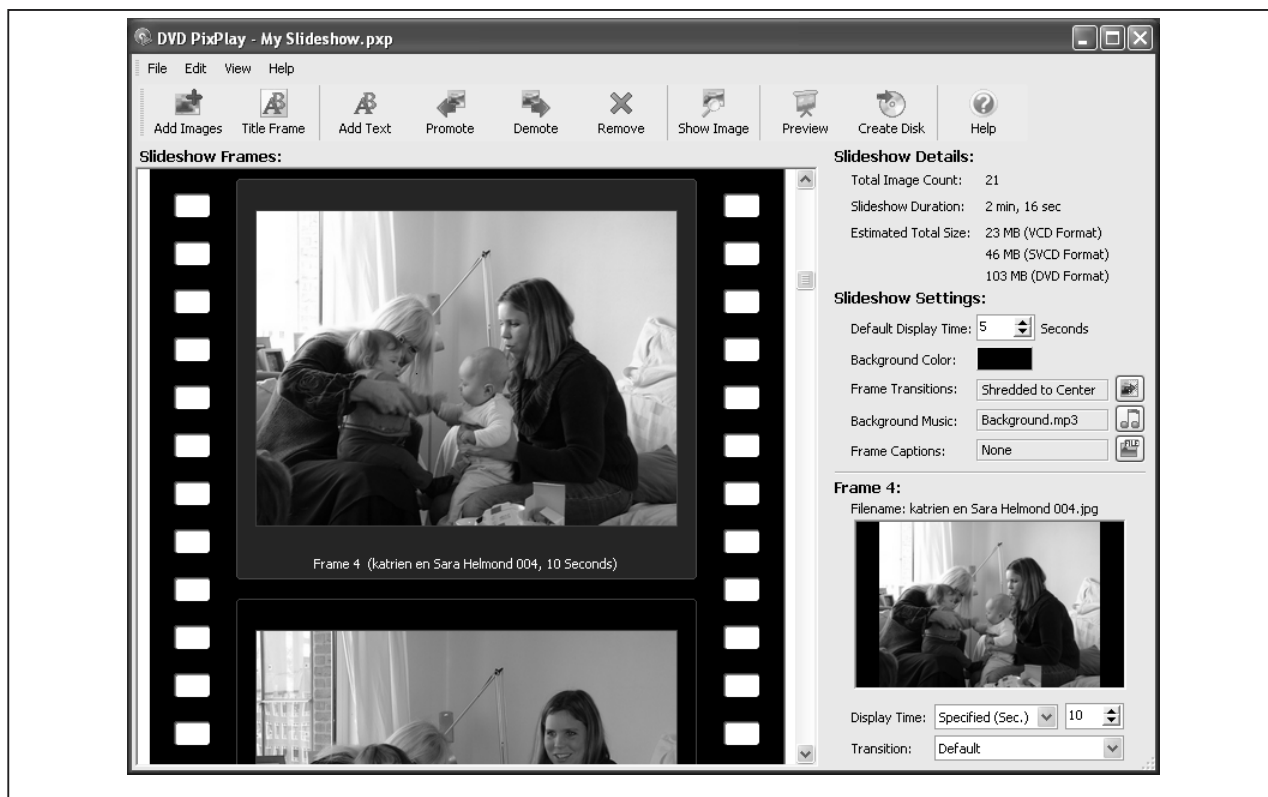 DVD PixPlay - My Slideshow.pxp
File Edit View Help
Add Images Title Frame Add Text Promote Demote Remove Show Image Preview Create Disk Help
Slideshow Frames:
Frame 4 (katrien en Sara Helmond 004, 10 Seconds)
Slideshow Details:
Total Image Count: 21
Slideshow Duration: 2 min, 16 sec
Estimated Total Size: 23 MB (VCD Format)
46 MB (SVCD Format)
103 MB (DVD Format)
Slideshow Settings:
Default Display Time: 5 Seconds
Background Color:
Frame Transitions: Shredded to Center
Background Music: Background.mp3
Frame Captions: None
Frame 4:
Filename: katrien en Sara Helmond 004.jpg
Display Time: Specified (Sec.) 10
Transition: Default